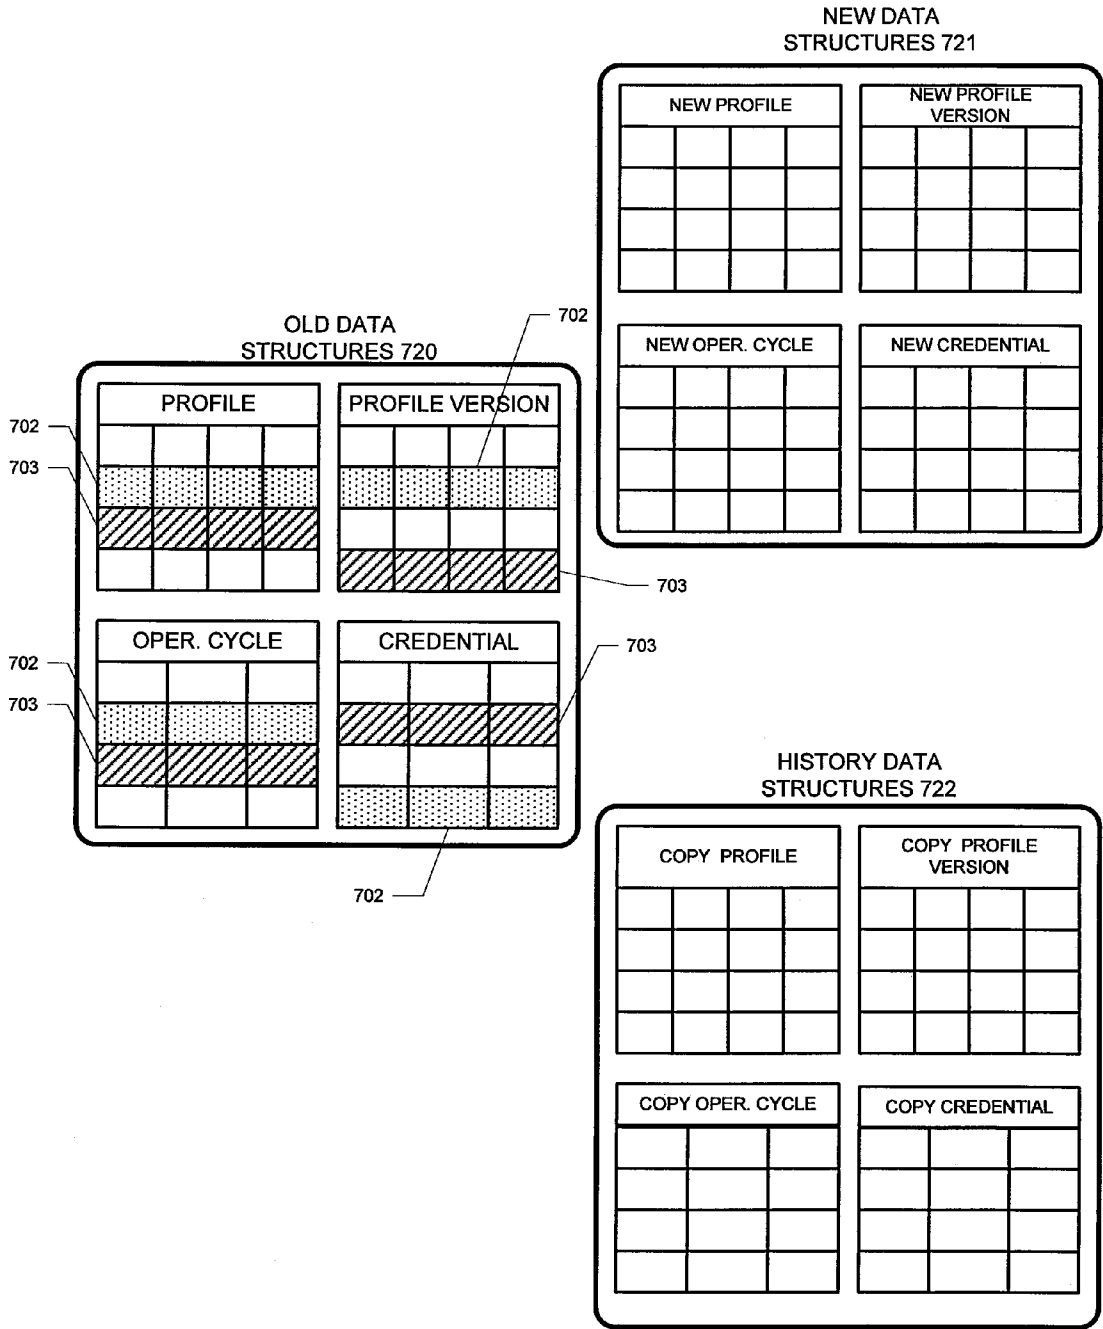 NEW DATA
STRUCTURES 721
NEW PROFILE
NEW PROFILE
VERSION
NEW OPER. CYCLE
NEW CREDENTIAL
OLD DATA
STRUCTURES 720
702
PROFILE
PROFILE VERSION
702
703
703
OPER. CYCLE
CREDENTIAL
703
702
703
702
HISTORY DATA
STRUCTURES 722
COPY PROFILE
COPY PROFILE
VERSION
COPY OPER. CYCLE
COPY CREDENTIAL